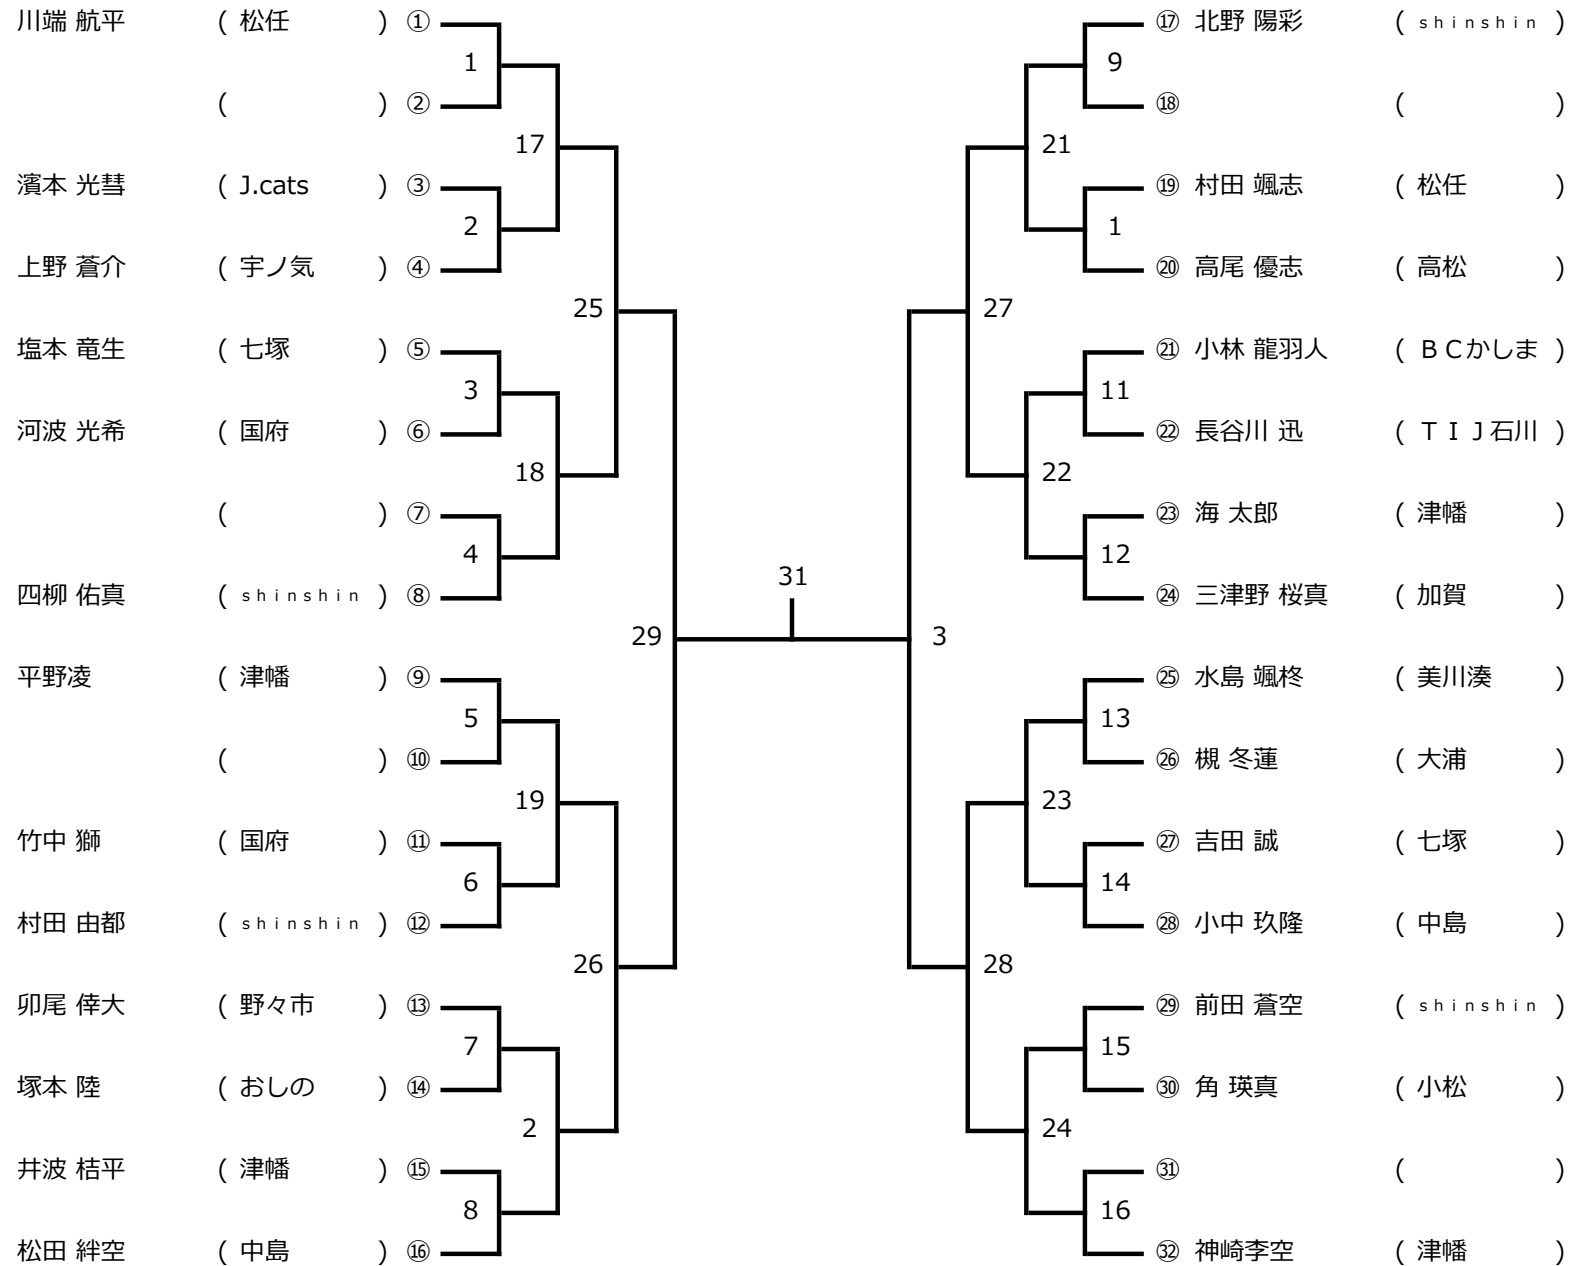 川端 航平 ( 松任 ) ①
1
( ) ②
17
濱本 光彗 ( J.cats ) ③
2
上野 蒼介 ( 宇ノ気 ) ④
25
塩本 竜生 ( 七塚 ) ⑤
3
河波 光希 ( 国府 ) ⑥
18
( ) ⑦
4
四柳 佑真 ( ｓｈｉｎｓｈｉｎ ) ⑧
29
平野凌 ( 津幡 ) ⑨
5
( ) ⑩
19
竹中 獅 ( 国府 ) ⑪
6
村田 由都 ( ｓｈｉｎｓｈｉｎ ) ⑫
26
卯尾 倖大 ( 野々市 ) ⑬
7
塚本 陸 ( おしの ) ⑭
2
井波 桔平 ( 津幡 ) ⑮
8
松田 絆空 ( 中島 ) ⑯
31
⑰ 北野 陽彩 ( ｓｈｉｎｓｈｉｎ )
9
⑱ ( )
21
⑲ 村田 颯志 ( 松任 )
1
⑳ 高尾 優志 ( 高松 )
27
㉑ 小林 龍羽人 ( ＢＣかしま )
11
㉒ 長谷川 迅 ( ＴＩＪ石川 )
22
㉓ 海 太郎 ( 津幡 )
12
㉔ 三津野 桜真 ( 加賀 )
3
㉕ 水島 颯柊 ( 美川湊 )
13
㉖ 槻 冬蓮 ( 大浦 )
23
㉗ 吉田 誠 ( 七塚 )
14
㉘ 小中 玖隆 ( 中島 )
28
㉙ 前田 蒼空 ( ｓｈｉｎｓｈｉｎ )
15
㉚ 角 瑛真 ( 小松 )
24
㉛ ( )
16
㉜ 神崎李空 ( 津幡 )